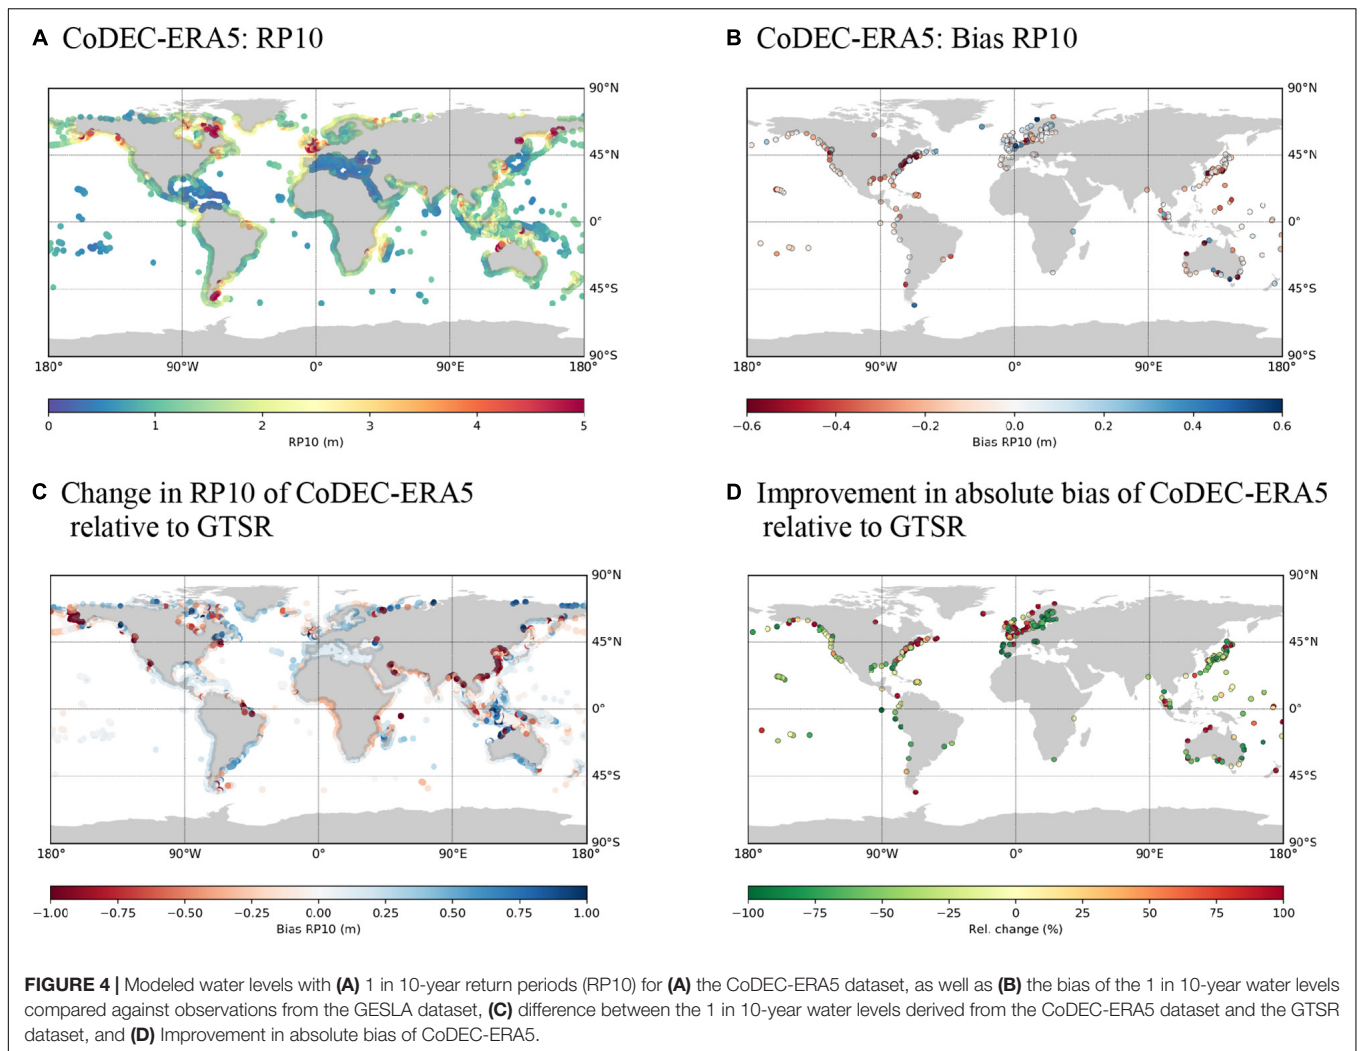 A CoDEC-ERA5: RP10
90°N
45°N
0°
45°S
90°S
180° 90°W 0° 90°E 180°
0 1 2 3 4 5
RP10 (m)
B CoDEC-ERA5: Bias RP10
90°N
45°N
0°
45°S
90°S
180° 90°W 0° 90°E 180°
−0.6 −0.4 −0.2 0.0 0.2 0.4 0.6
Bias RP10 (m)
C Change in RP10 of CoDEC-ERA5
relative to GTSR
90°N
45°N
0°
45°S
90°S
180° 90°W 0° 90°E 180°
−1.00 −0.75 −0.50 −0.25 0.00 0.25 0.50 0.75 1.00
Bias RP10 (m)
D Improvement in absolute bias of CoDEC-ERA5
relative to GTSR
90°N
45°N
0°
45°S
90°S
180° 90°W 0° 90°E 180°
−100 −75 −50 −25 0 25 50 75 100
Rel. change (%)
FIGURE 4 | Modeled water levels with (A) 1 in 10-year return periods (RP10) for (A) the CoDEC-ERA5 dataset, as well as (B) the bias of the 1 in 10-year water levels
compared against observations from the GESLA dataset, (C) difference between the 1 in 10-year water levels derived from the CoDEC-ERA5 dataset and the GTSR
dataset, and (D) Improvement in absolute bias of CoDEC-ERA5.